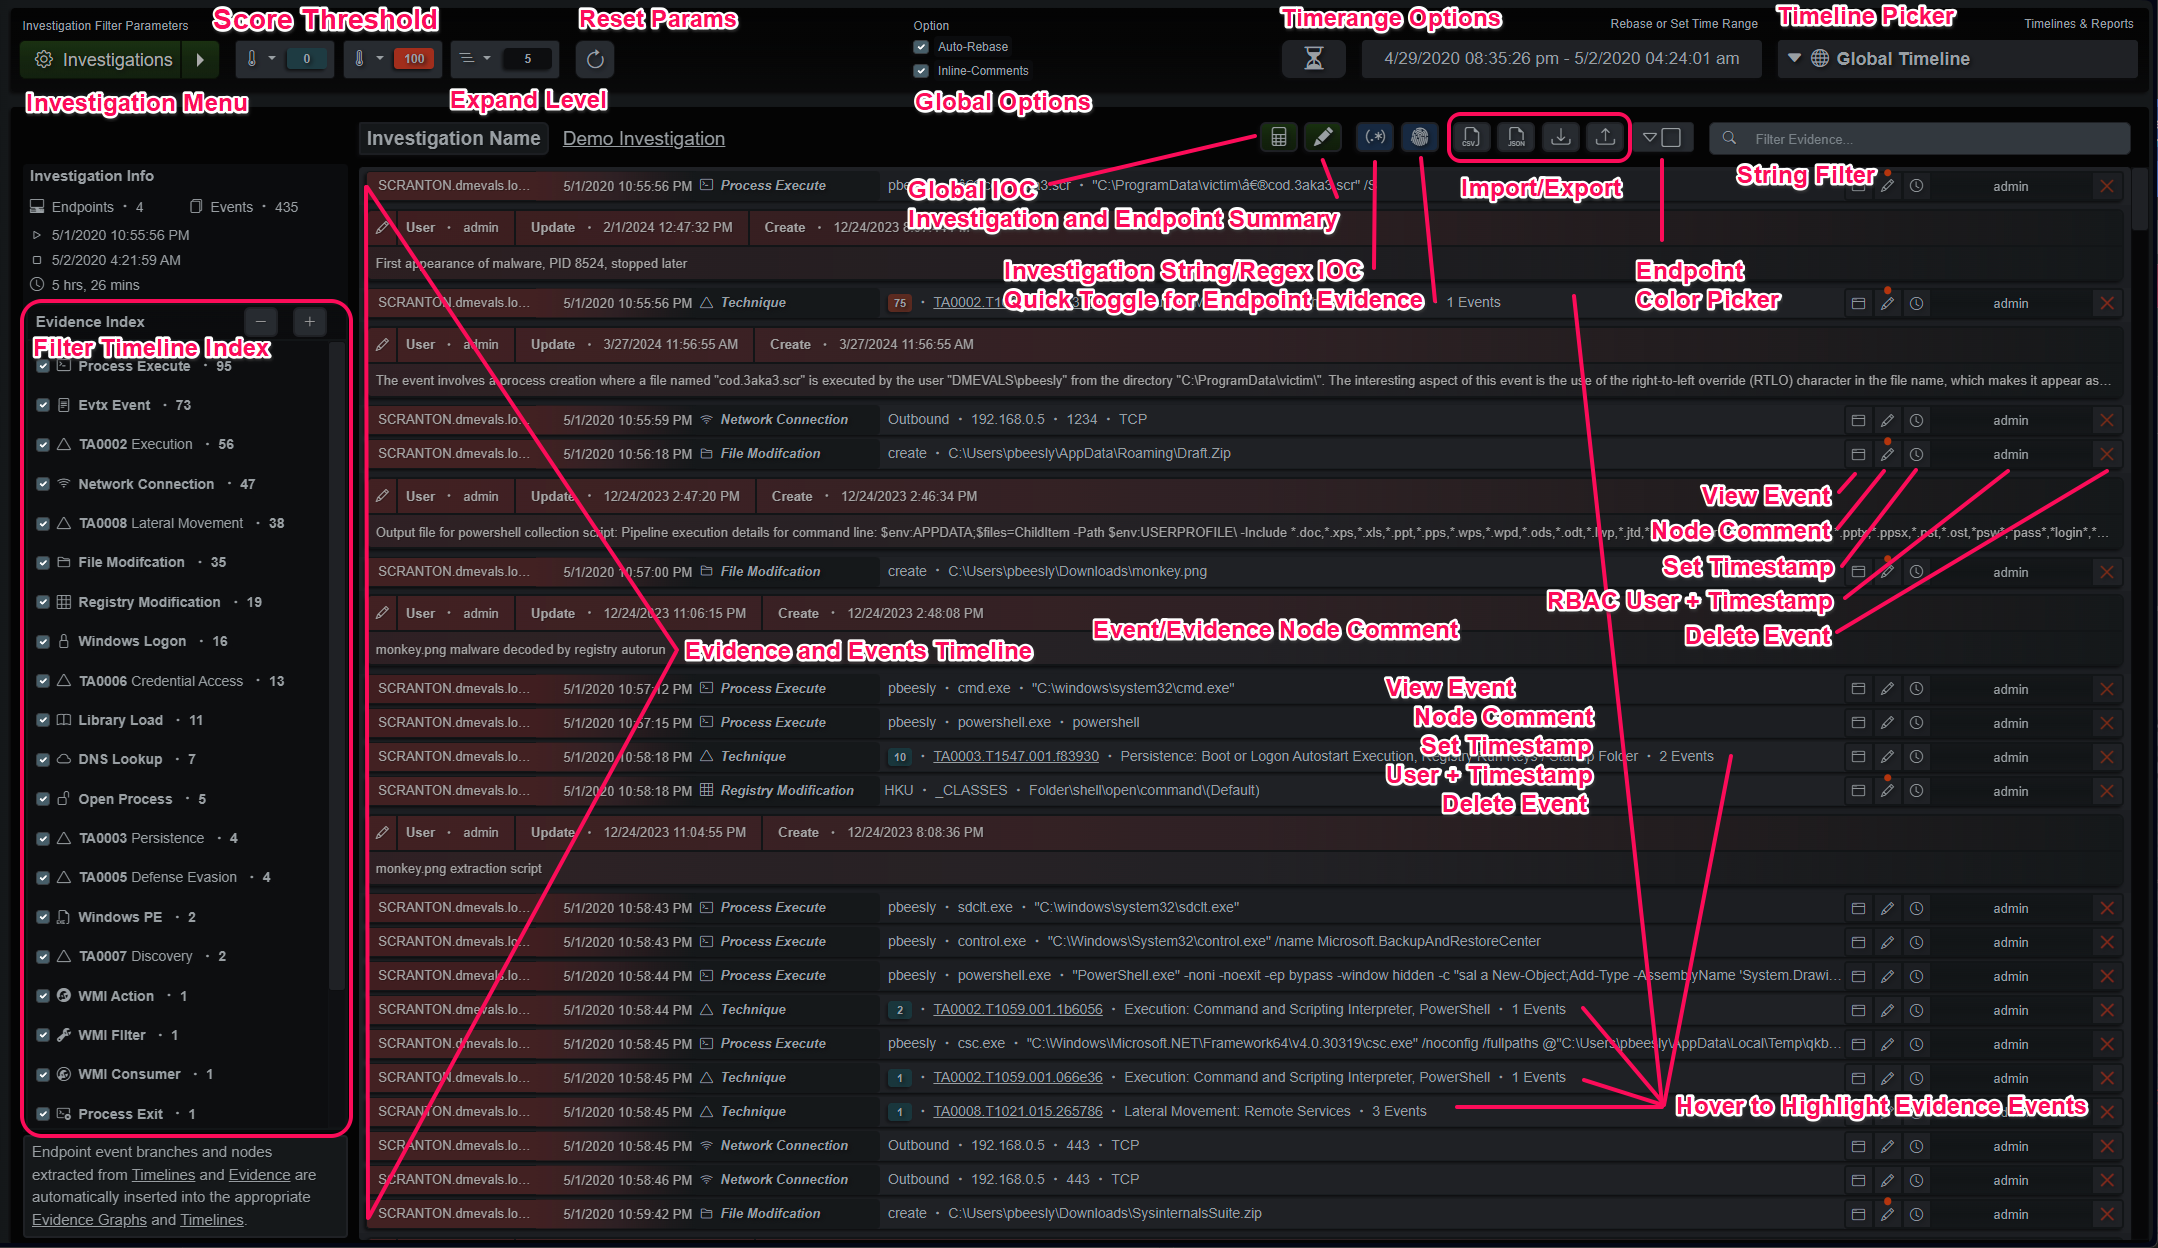 Investigation Filter Parameters
Score Threshold
Reset Params
Option
Timerange Options
Rebase or Set Time Range
Timeline Picker
Timelines & Reports
Investigations
0
100
5
Auto-Rebase
Inline-Comments
4/29/2020 08:35:26 pm - 5/2/2020 04:24:01 am
Global Timeline
Investigation Menu
Expand Level
Global Options
Investigation Name
Demo Investigation
(.*)
CSV
JSON
Filter Evidence...
Import/Export
String Filter
Global IOC
Investigation and Endpoint Summary
Investigation String/Regex IOC
Quick Toggle for Endpoint Evidence
Endpoint
Color Picker
Investigation Info
Endpoints · 4
Events · 435
5/1/2020 10:55:56 PM
5/2/2020 4:21:59 AM
5 hrs, 26 mins
Evidence Index
− +
Filter Timeline Index
Process Execute · 95
Evtx Event · 73
TA0002 Execution · 56
Network Connection · 47
TA0008 Lateral Movement · 38
File Modifcation · 35
Registry Modification · 19
Windows Logon · 16
TA0006 Credential Access · 13
Library Load · 11
DNS Lookup · 7
Open Process · 5
TA0003 Persistence · 4
TA0005 Defense Evasion · 4
Windows PE · 2
TA0007 Discovery · 2
WMI Action · 1
WMI Filter · 1
WMI Consumer · 1
Process Exit · 1
Endpoint event branches and nodes
extracted from Timelines and Evidence are
automatically inserted into the appropriate
Evidence Graphs and Timelines.
SCRANTON.dmevals.lo... 5/1/2020 10:55:56 PM Process Execute "C:\ProgramData\victim\â€®cod.3aka3.scr" /S admin
User · admin Update · 2/1/2024 12:47:32 PM Create · 12/24/2023
First appearance of malware, PID 8524, stopped later
SCRANTON.dmevals.lo... 5/1/2020 10:55:56 PM Technique 75 · 1 Events admin
User · admin Update · 3/27/2024 11:56:55 AM Create · 3/27/2024 11:56:55 AM
The event involves a process creation where a file named "cod.3aka3.scr" is executed by the user "DMEVALS\pbeesly" from the directory "C:\ProgramData\victim\". The interesting aspect of this event is the use of the right-to-left override (RTLO) character in the file name, which makes it appear as...
SCRANTON.dmevals.lo... 5/1/2020 10:55:59 PM Network Connection Outbound · 192.168.0.5 · 1234 · TCP admin
SCRANTON.dmevals.lo... 5/1/2020 10:56:18 PM File Modifcation create · C:\Users\pbeesly\AppData\Roaming\Draft.Zip admin
User · admin Update · 12/24/2023 2:47:20 PM Create · 12/24/2023 2:46:34 PM
View Event
Node Comment
Output file for powershell collection script: Pipeline execution details for command line: $env:APPDATA;$files=ChildItem -Path $env:USERPROFILE\ -Include *.doc,*.xps,*.xls,*.ppt,*.pps,*.wps,*.wpd,*.ods,*.odt,*.lwp,*.jtd, *.pptx,*.ppsx,*.pst,*.ost,*psw*,*pass*,*login*,*...
Set Timestamp
SCRANTON.dmevals.lo... 5/1/2020 10:57:00 PM File Modifcation create · C:\Users\pbeesly\Downloads\monkey.png admin
RBAC User + Timestamp
User · admin Update · 12/24/2023 11:06:15 PM Create · 12/24/2023 2:48:08 PM
Event/Evidence Node Comment
Delete Event
monkey.png malware decoded by registry autorun
Evidence and Events Timeline
SCRANTON.dmevals.lo... 5/1/2020 10:57:12 PM Process Execute pbeesly · cmd.exe · "C:\windows\system32\cmd.exe" admin
View Event
SCRANTON.dmevals.lo... 5/1/2020 10:57:15 PM Process Execute pbeesly · powershell.exe · powershell admin
Node Comment
Set Timestamp
SCRANTON.dmevals.lo... 5/1/2020 10:58:18 PM Technique 10 · TA0003.T1547.001.f83930 · Persistence: Boot or Logon Autostart Execution, Registry Run Keys / Startup Folder · 2 Events admin
User + Timestamp
SCRANTON.dmevals.lo... 5/1/2020 10:58:18 PM Registry Modification HKU · _CLASSES · Folder\shell\open\command\(Default) admin
Delete Event
User · admin Update · 12/24/2023 11:04:55 PM Create · 12/24/2023 8:08:36 PM
monkey.png extraction script
SCRANTON.dmevals.lo... 5/1/2020 10:58:43 PM Process Execute pbeesly · sdclt.exe · "C:\windows\system32\sdclt.exe" admin
SCRANTON.dmevals.lo... 5/1/2020 10:58:43 PM Process Execute pbeesly · control.exe · "C:\Windows\System32\control.exe" /name Microsoft.BackupAndRestoreCenter admin
SCRANTON.dmevals.lo... 5/1/2020 10:58:44 PM Process Execute pbeesly · powershell.exe · "PowerShell.exe" -noni -noexit -ep bypass -window hidden -c "sal a New-Object;Add-Type -AssemblyName 'System.Drawi... admin
SCRANTON.dmevals.lo... 5/1/2020 10:58:44 PM Technique 2 · TA0002.T1059.001.1b6056 · Execution: Command and Scripting Interpreter, PowerShell · 1 Events admin
SCRANTON.dmevals.lo... 5/1/2020 10:58:45 PM Process Execute pbeesly · csc.exe · "C:\Windows\Microsoft.NET\Framework64\v4.0.30319\csc.exe" /noconfig /fullpaths @"C:\Users\pbeesly\AppData\Local\Temp\qkb... admin
SCRANTON.dmevals.lo... 5/1/2020 10:58:45 PM Technique 1 · TA0002.T1059.001.066e36 · Execution: Command and Scripting Interpreter, PowerShell · 1 Events admin
SCRANTON.dmevals.lo... 5/1/2020 10:58:45 PM Technique 1 · TA0008.T1021.015.265786 · Lateral Movement: Remote Services · 3 Events
Hover to Highlight Evidence Events
SCRANTON.dmevals.lo... 5/1/2020 10:58:45 PM Network Connection Outbound · 192.168.0.5 · 443 · TCP admin
SCRANTON.dmevals.lo... 5/1/2020 10:58:46 PM Network Connection Outbound · 192.168.0.5 · 443 · TCP admin
SCRANTON.dmevals.lo... 5/1/2020 10:59:42 PM File Modifcation create · C:\Users\pbeesly\Downloads\SysinternalsSuite.zip admin